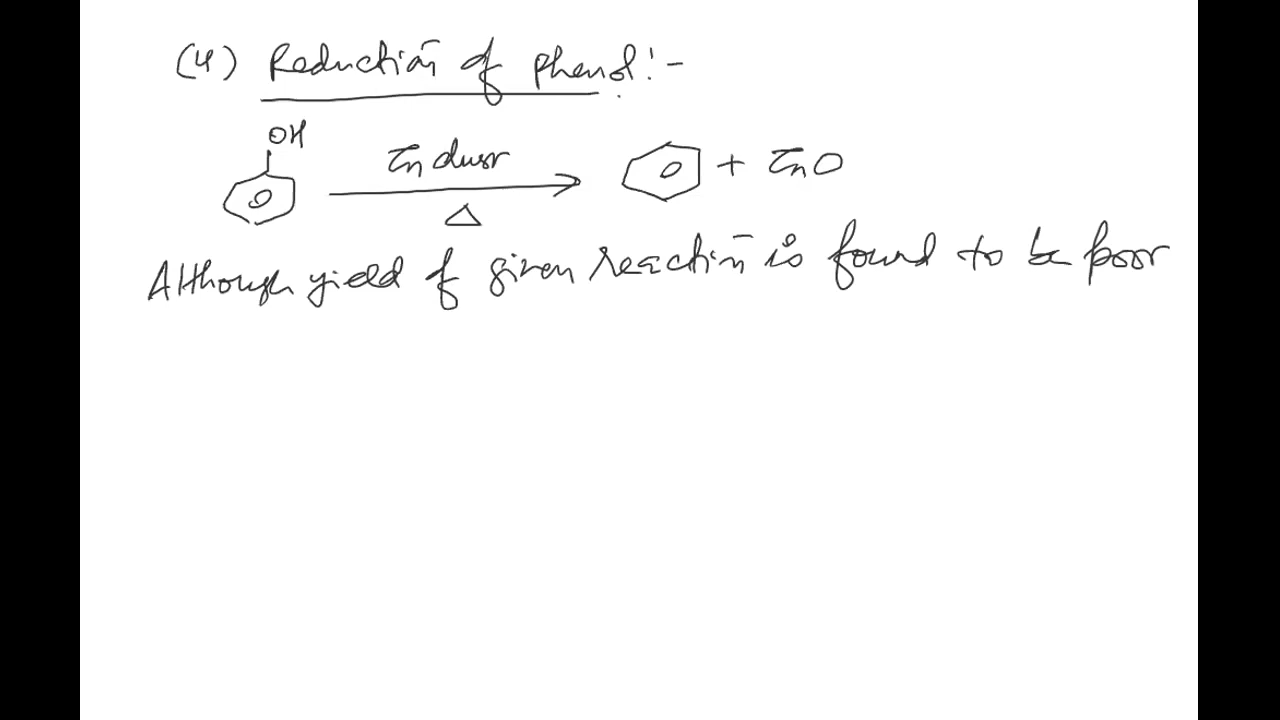 (4) Reduction of phenol:-
OH
Zn dust
Δ
+ ZnO
Although yield of given reaction is found to be poor